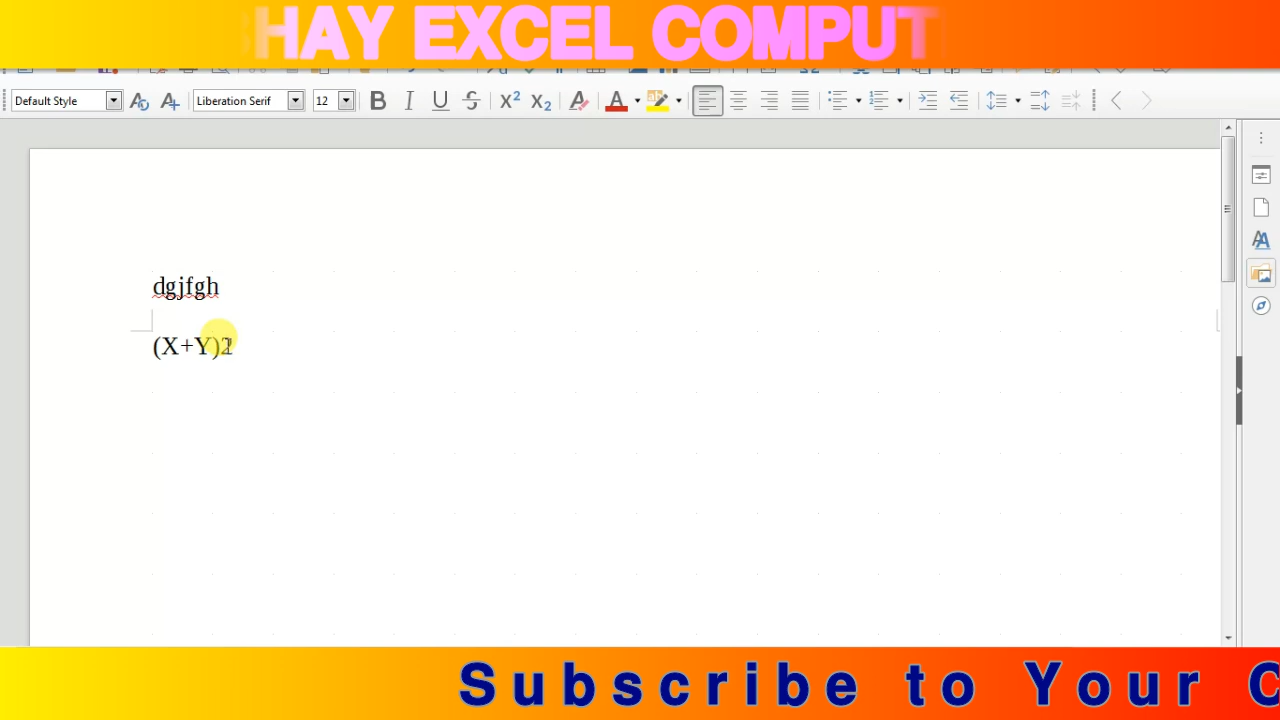 HAY EXCEL COMPUT
Default Style
Liberation Serif
12
dgjfgh
(X+Y)2
Subscribe to Your C